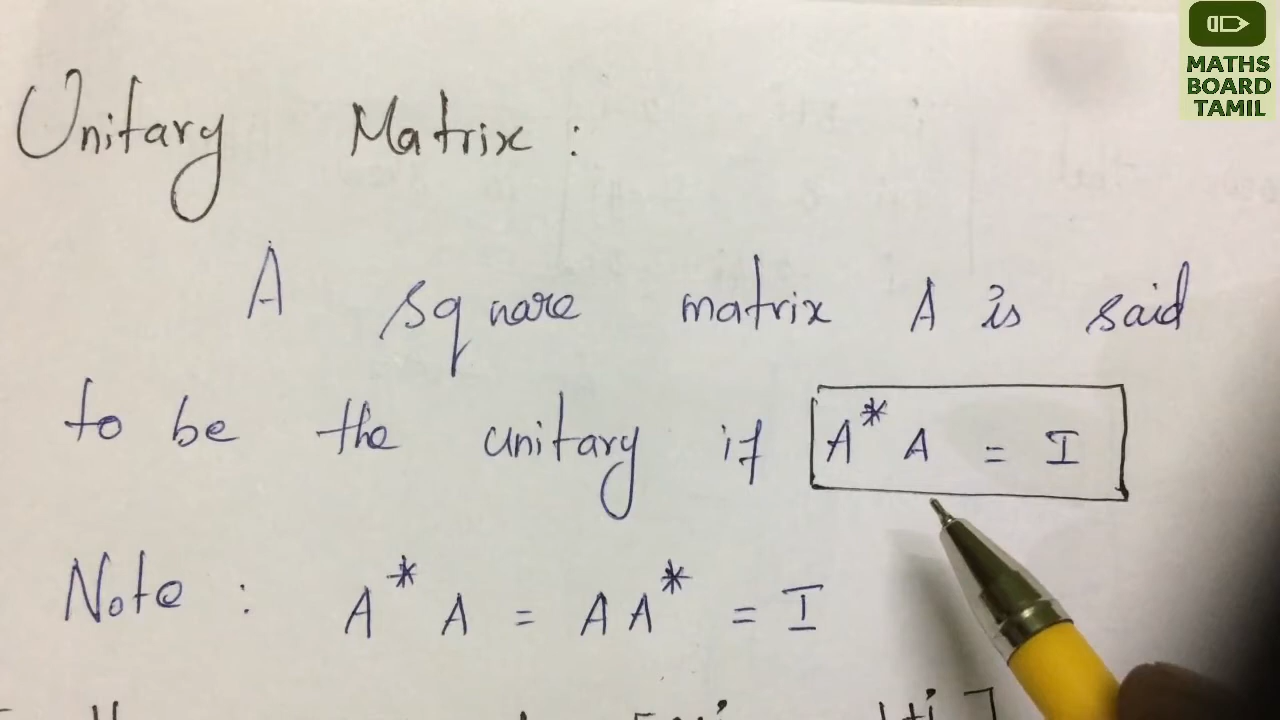 MATHS
BOARD
TAMIL
Unitary Matrix :
A square matrix A is said
to be the unitary if A* A = I
Note : A* A = A A* = I